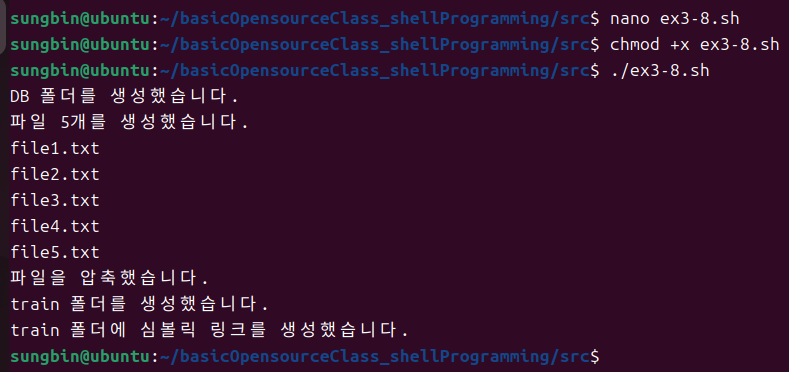 sungbin@ubuntu:~/basicOpensourceClass_shellProgramming/src$ nano ex3-8.sh
sungbin@ubuntu:~/basicOpensourceClass_shellProgramming/src$ chmod +x ex3-8.sh
sungbin@ubuntu:~/basicOpensourceClass_shellProgramming/src$ ./ex3-8.sh
DB 폴더를 생성했습니다.
파일 5개를 생성했습니다.
file1.txt
file2.txt
file3.txt
file4.txt
file5.txt
파일을 압축했습니다.
train 폴더를 생성했습니다.
train 폴더에 심볼릭 링크를 생성했습니다.
sungbin@ubuntu:~/basicOpensourceClass_shellProgramming/src$